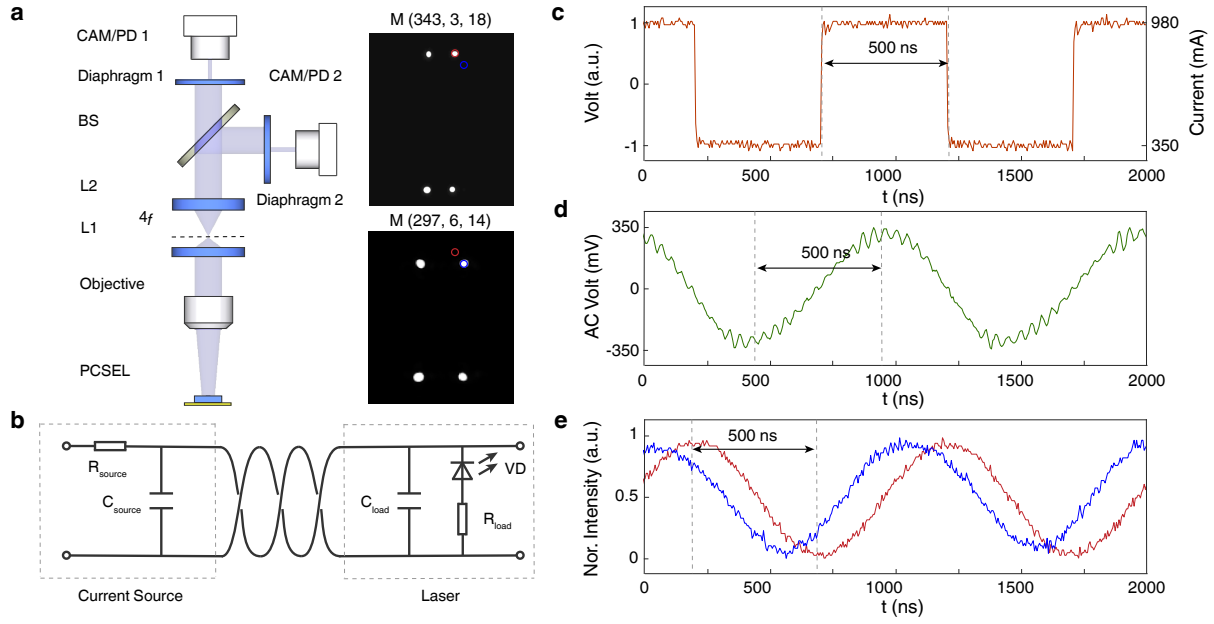 a
CAM/PD 1
Diaphragm 1
CAM/PD 2
BS
L2
Diaphragm 2
4f
L1
Objective
PCSEL
M (343, 3, 18)
M (297, 6, 14)
b
R_source
C_source
C_load
VD
R_load
Current Source
Laser
c
Volt (a.u.)
1
0
-1
500 ns
980
350
Current (mA)
0
500
1000
1500
2000
t (ns)
d
AC Volt (mV)
350
0
-350
500 ns
0
500
1000
1500
2000
t (ns)
e
Nor. Intensity (a.u.)
1
0.5
0
500 ns
0
500
1000
1500
2000
t (ns)